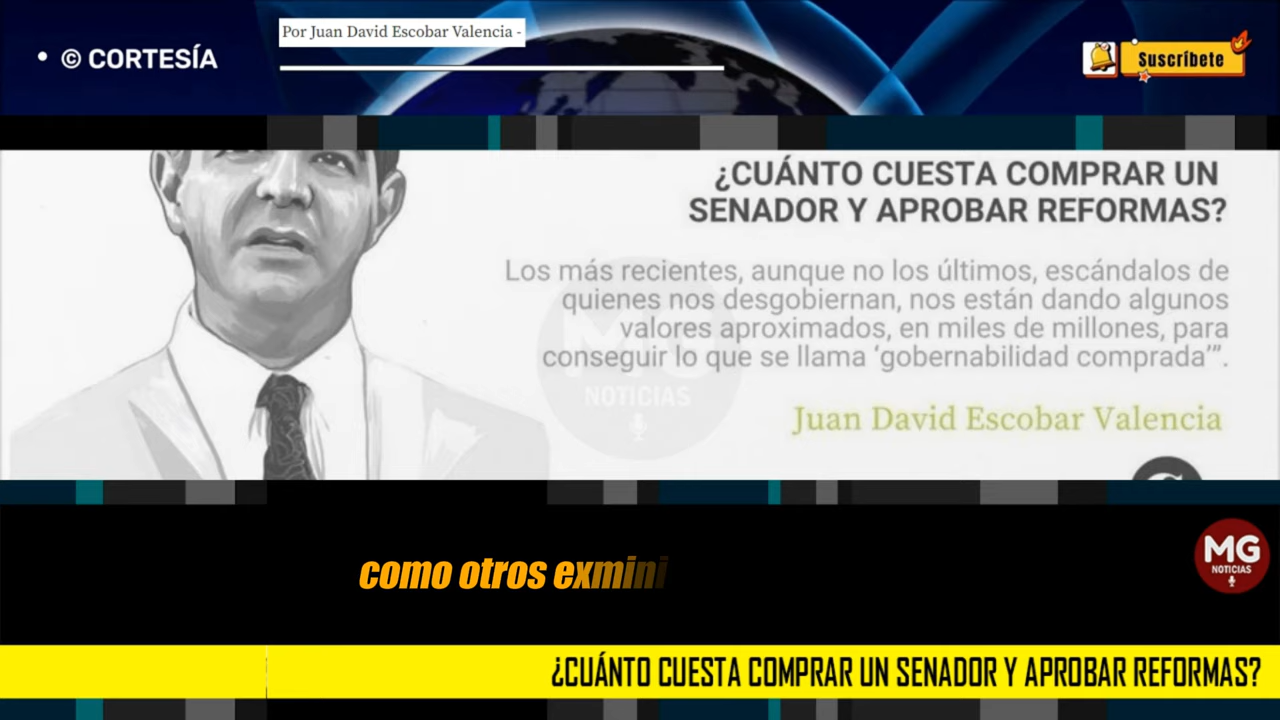 • © CORTESÍA
Por Juan David Escobar Valencia -
Suscríbete
¿CUÁNTO CUESTA COMPRAR UN
SENADOR Y APROBAR REFORMAS?
Los más recientes, aunque no los últimos, escándalos de
quienes nos desgobiernan, nos están dando algunos
valores aproximados, en miles de millones, para
conseguir lo que se llama ‘gobernabilidad comprada’”.
MG
NOTICIAS
Juan David Escobar Valencia
como otros exmini
MG
NOTICIAS
¿CUÁNTO CUESTA COMPRAR UN SENADOR Y APROBAR REFORMAS?